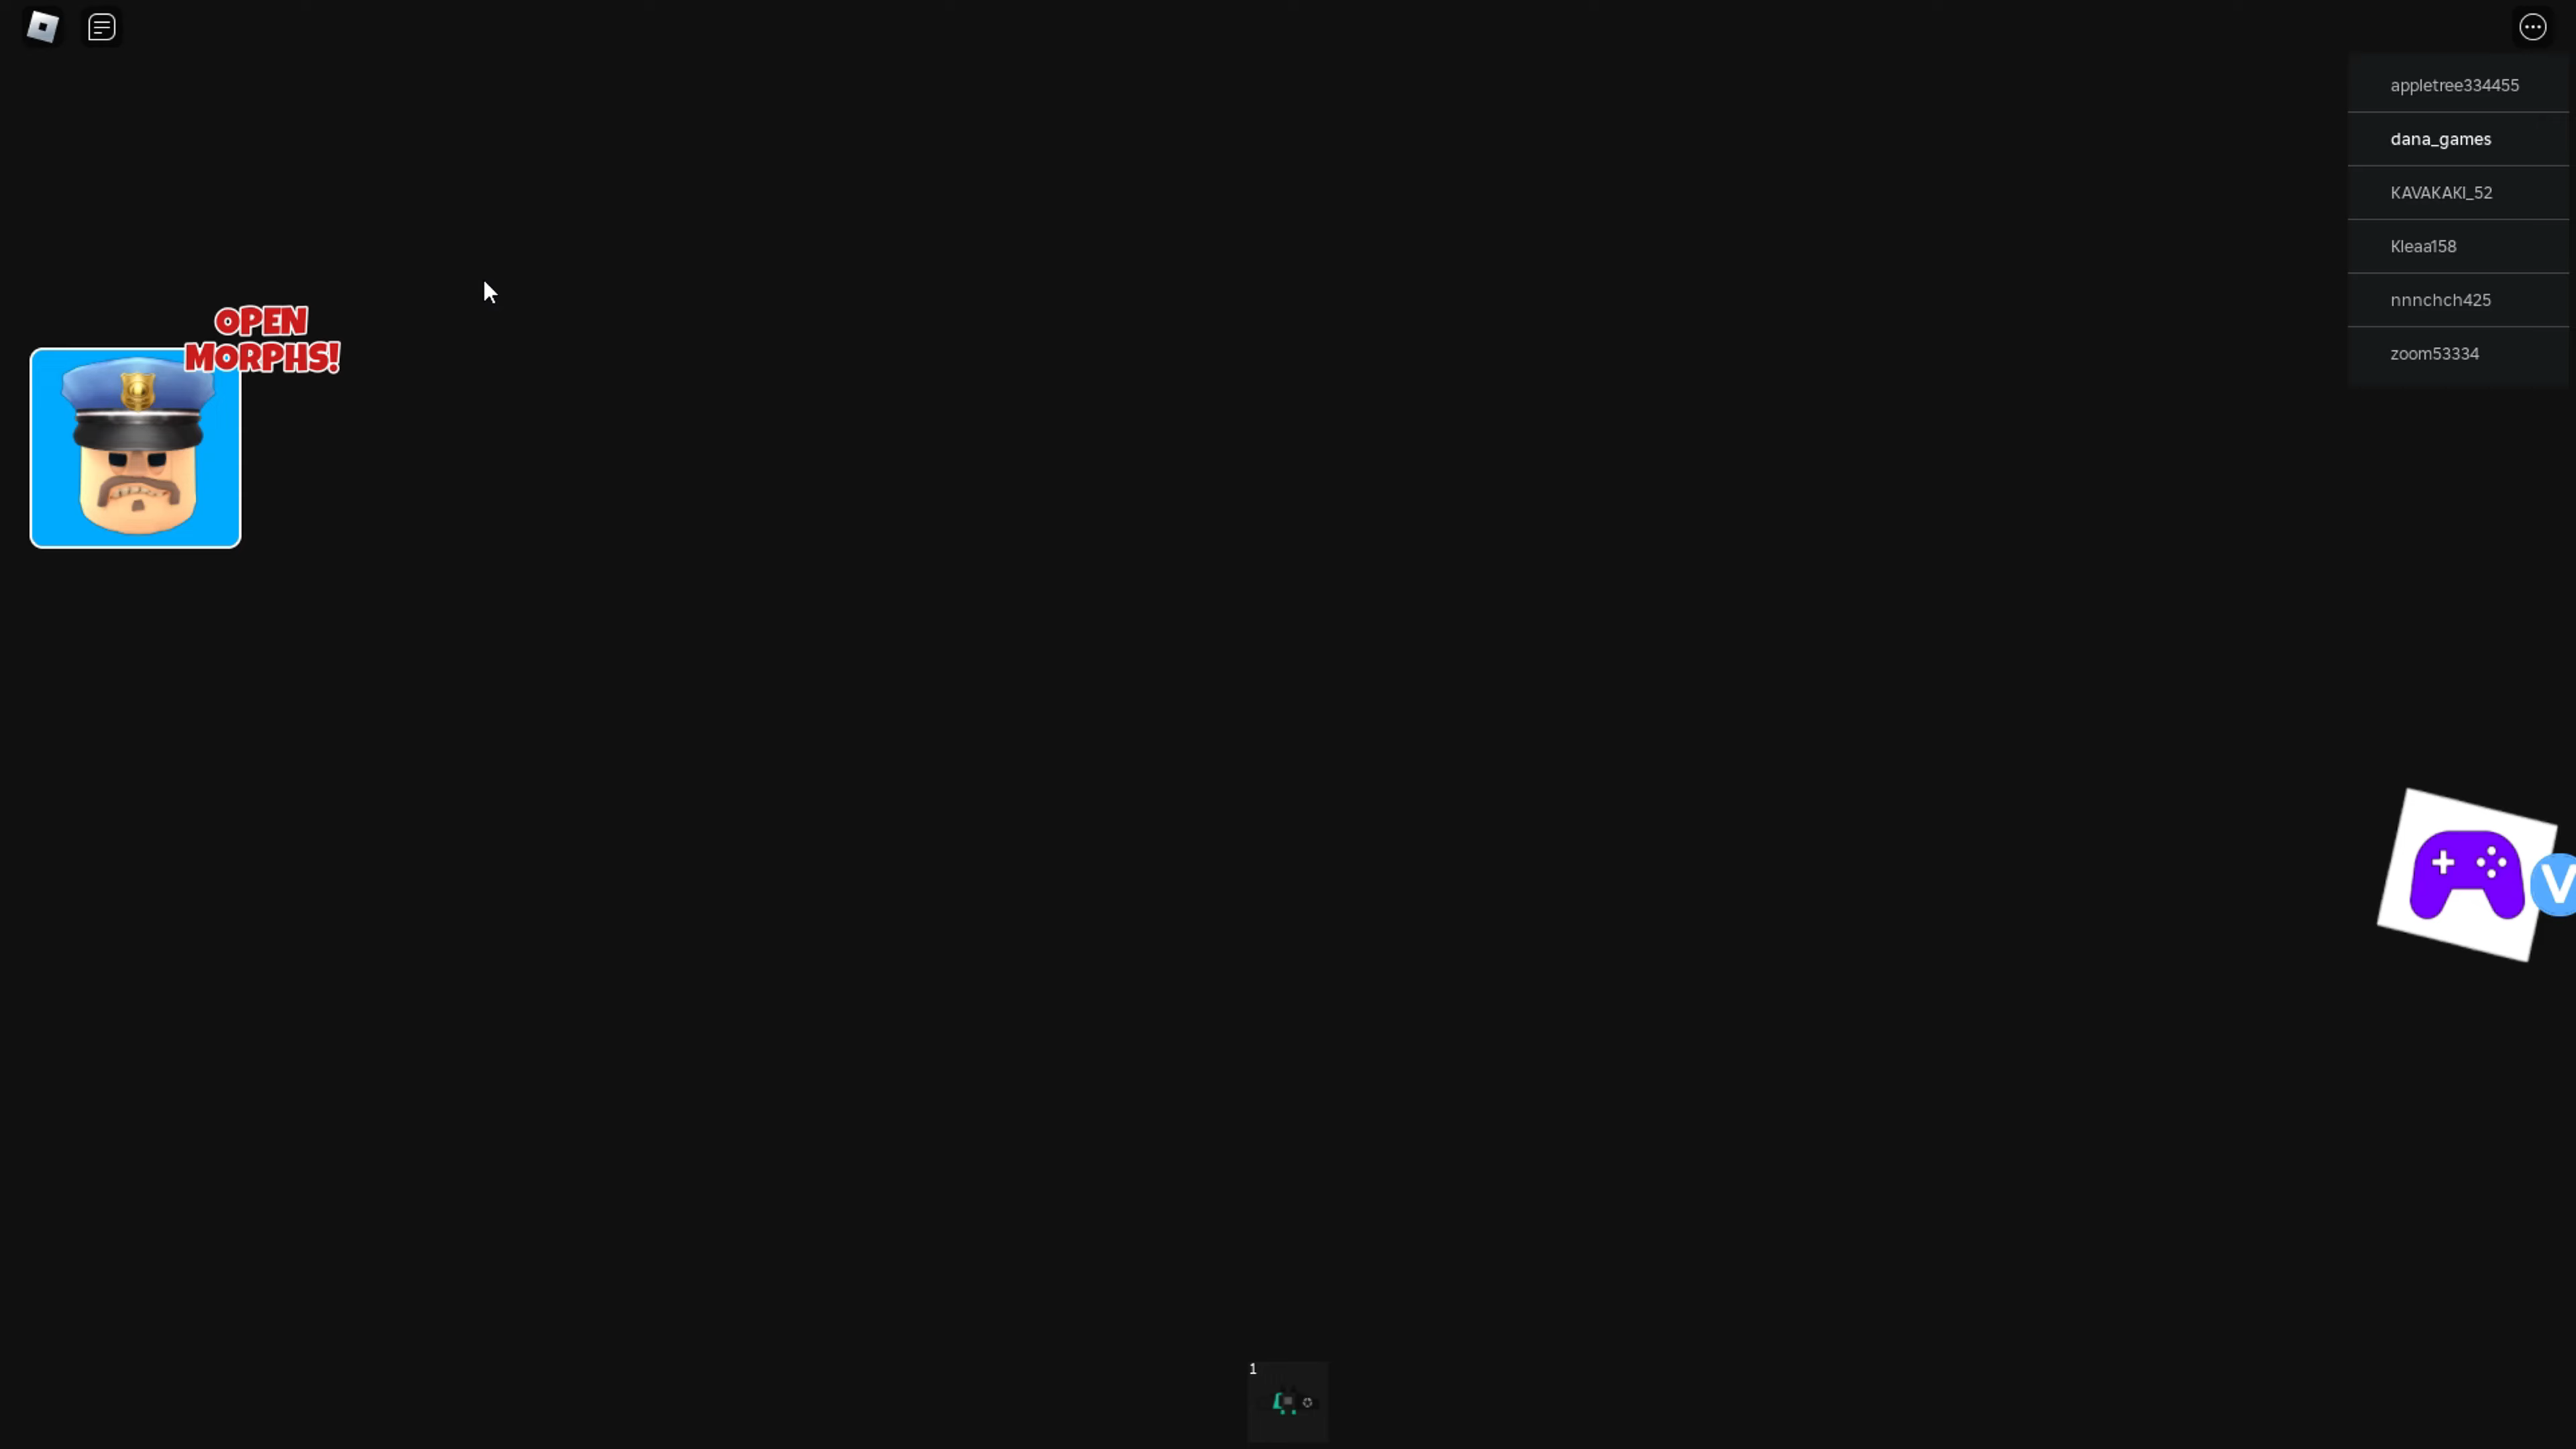 appletree334455
dana_games
KAVAKAKI_52
Kleaa158
nnnchch425
zoom53334
OPEN
MORPHS!
V
1